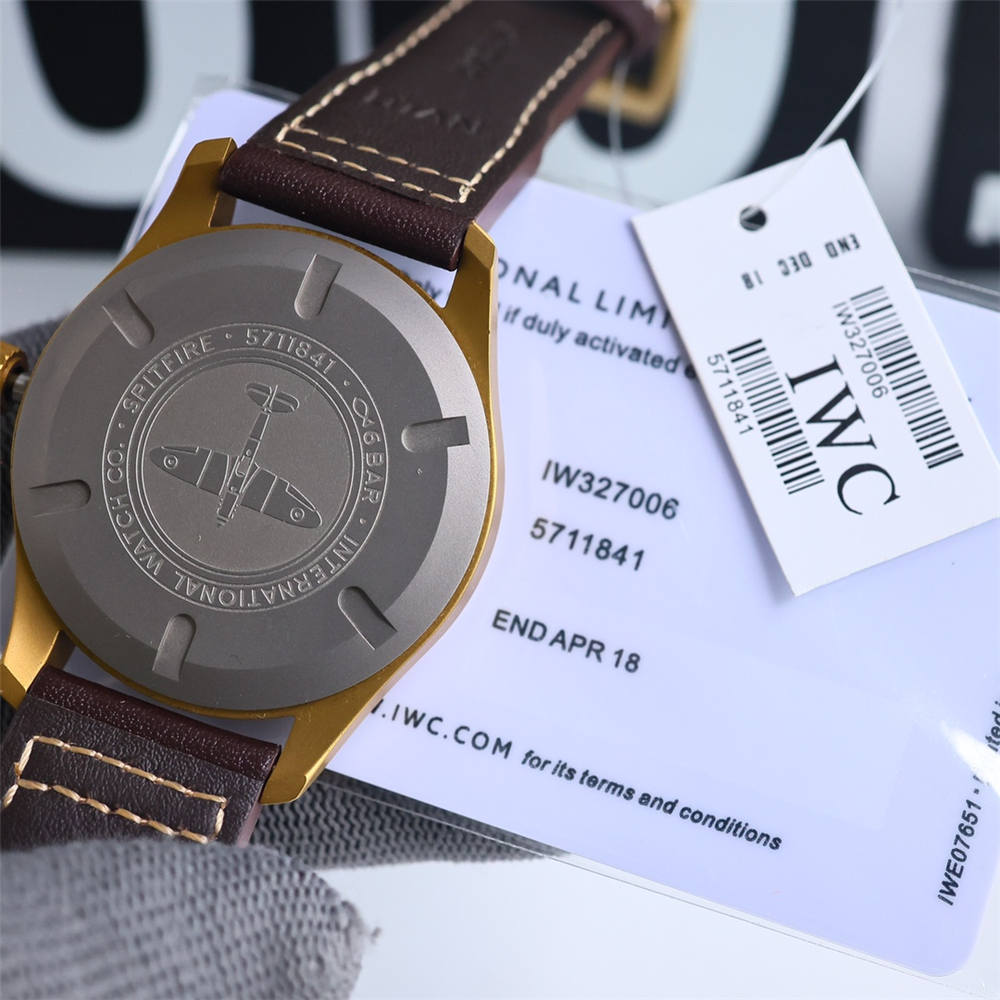 SPITFIRE · 5711841 · 6 BAR · INTERNATIONAL WATCH CO. ·
ONAL LIMI
if duly activated
IW327006
5711841
END APR 18
.IWC.COM for its terms and conditions
IWE07651
END DEC 18
IW327006
IWC
5711841